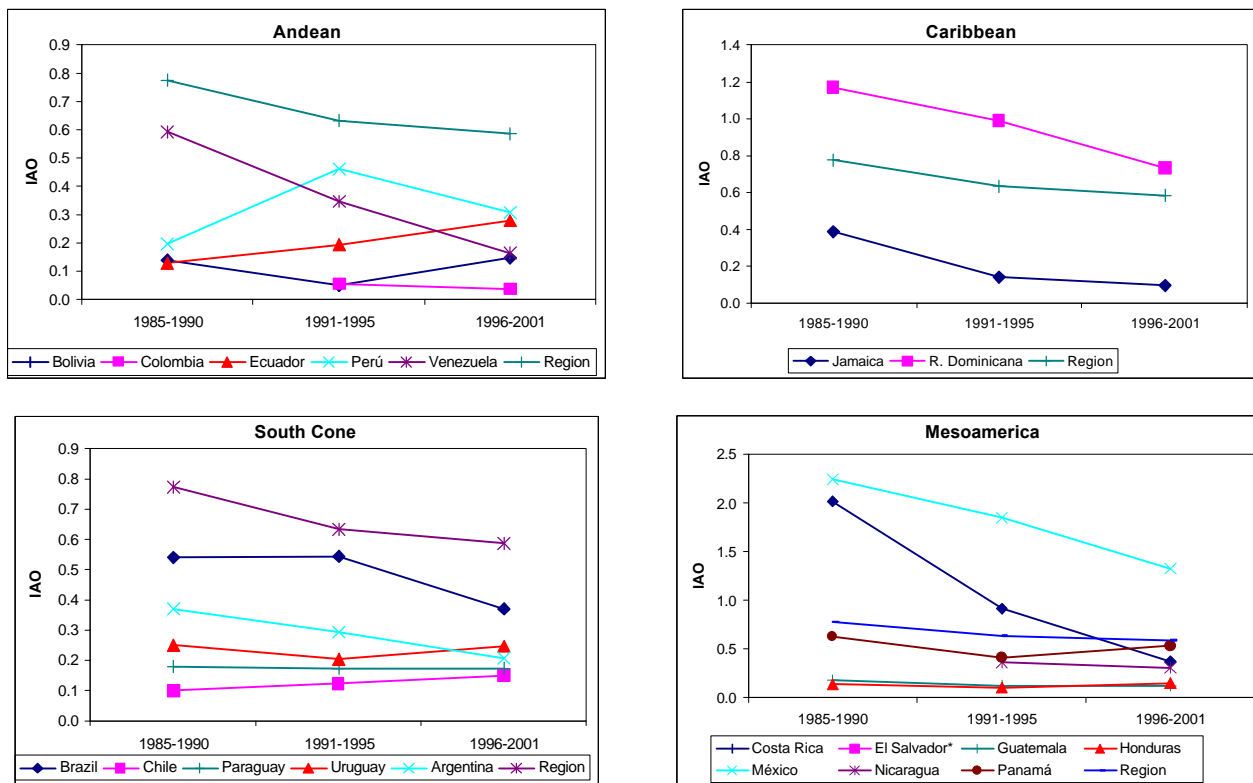 Andean
0.9
0.8
0.7
0.6
0.5
0.4
0.3
0.2
0.1
0.0
IAO
1985-1990 1991-1995 1996-2001
Bolivia Colombia Ecuador Perú Venezuela Region
Caribbean
1.4
1.2
1.0
0.8
0.6
0.4
0.2
0.0
IAO
1985-1990 1991-1995 1996-2001
Jamaica R. Dominicana Region
South Cone
0.9
0.8
0.7
0.6
0.5
0.4
0.3
0.2
0.1
0.0
IAO
1985-1990 1991-1995 1996-2001
Brazil Chile Paraguay Uruguay Argentina Region
Mesoamerica
2.5
2.0
1.5
1.0
0.5
0.0
IAO
1985-1990 1991-1995 1996-2001
Costa Rica El Salvador* Guatemala Honduras
México Nicaragua Panamá Region